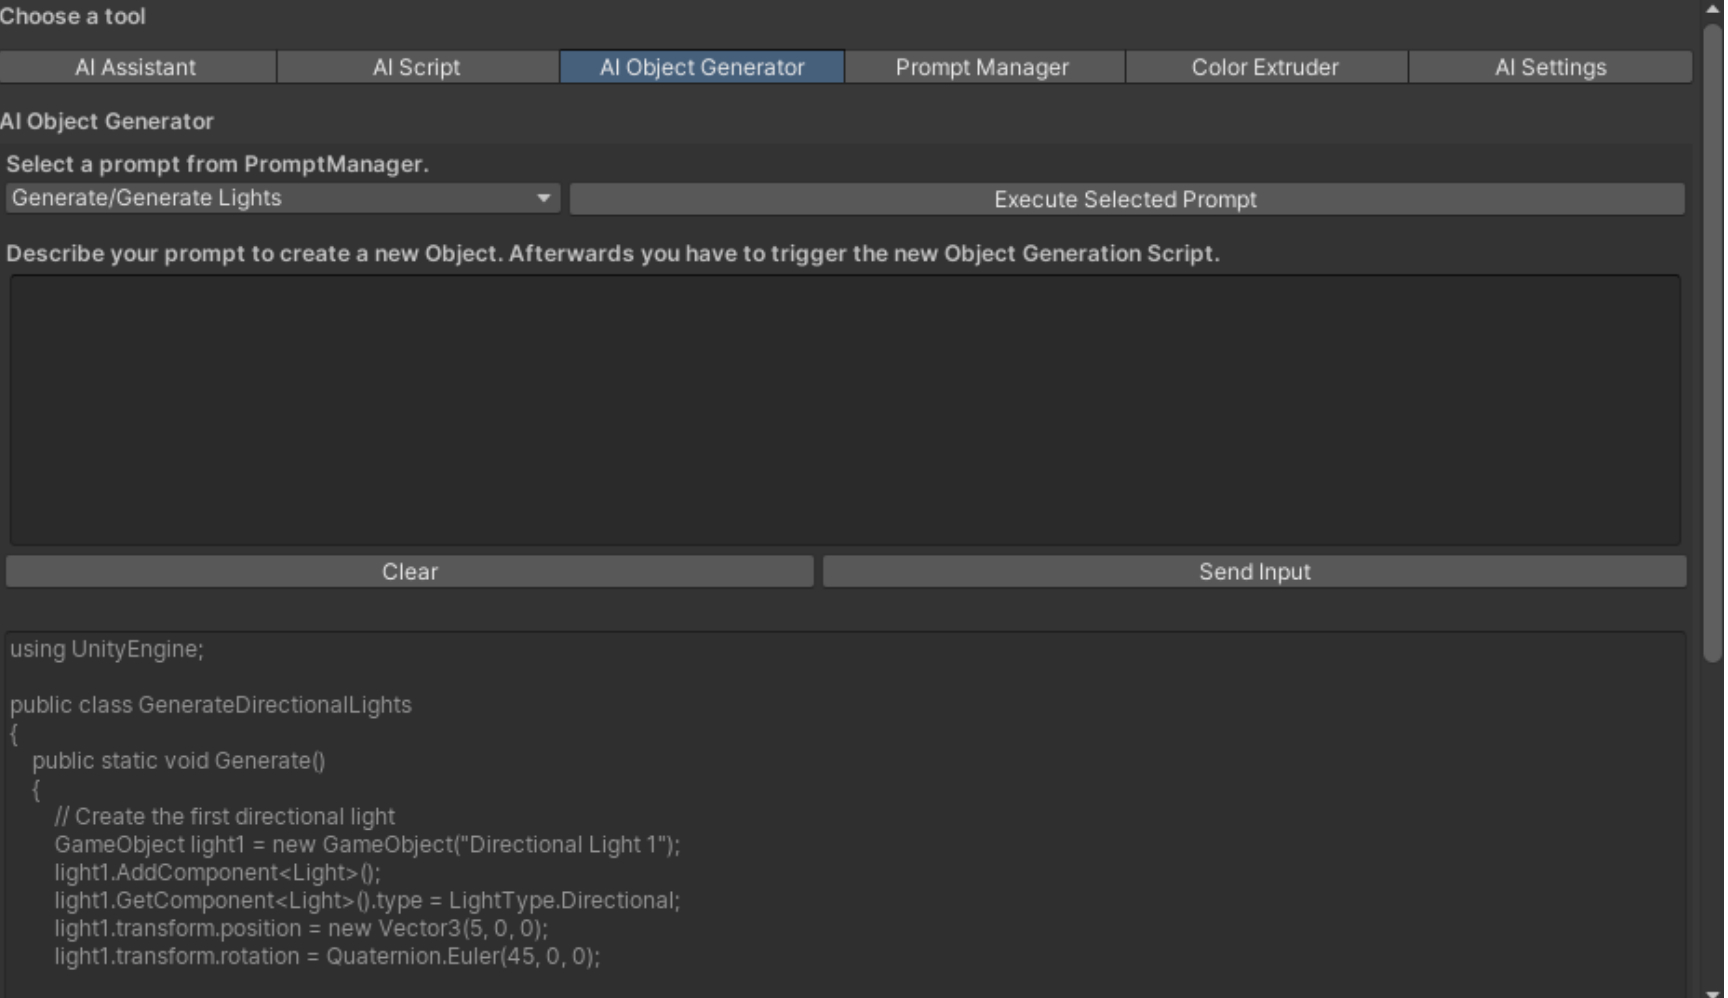 Choose a tool
AI Assistant
AI Script
AI Object Generator
Prompt Manager
Color Extruder
AI Settings
AI Object Generator
Select a prompt from PromptManager.
Generate/Generate Lights
Execute Selected Prompt
Describe your prompt to create a new Object. Afterwards you have to trigger the new Object Generation Script.
Clear
Send Input
using UnityEngine;
public class GenerateDirectionalLights
{
public static void Generate()
{
// Create the first directional light
GameObject light1 = new GameObject("Directional Light 1");
light1.AddComponent<Light>();
light1.GetComponent<Light>().type = LightType.Directional;
light1.transform.position = new Vector3(5, 0, 0);
light1.transform.rotation = Quaternion.Euler(45, 0, 0);